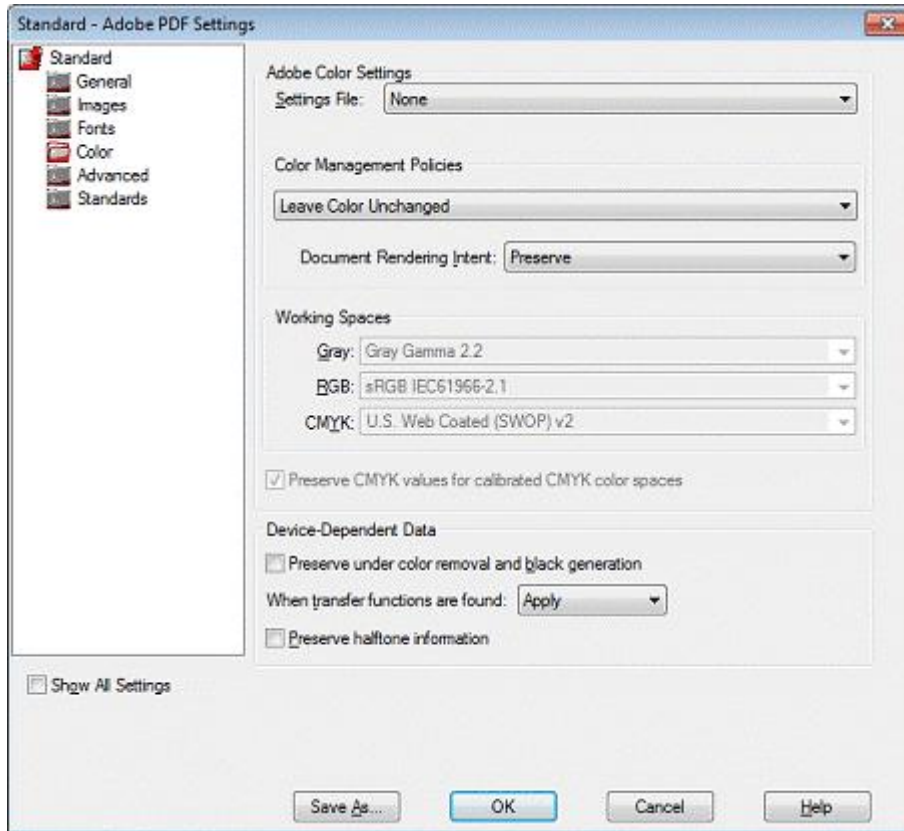 Standard - Adobe PDF Settings
Standard
General
Images
Fonts
Color
Advanced
Standards
Show All Settings
Adobe Color Settings
Settings File: None
Color Management Policies
Leave Color Unchanged
Document Rendering Intent: Preserve
Working Spaces
Gray: Gray Gamma 2.2
RGB: sRGB IEC61966-2.1
CMYK: U.S. Web Coated (SWOP) v2
Preserve CMYK values for calibrated CMYK color spaces
Device-Dependent Data
Preserve under color removal and black generation
When transfer functions are found: Apply
Preserve halftone information
Save As... OK Cancel Help